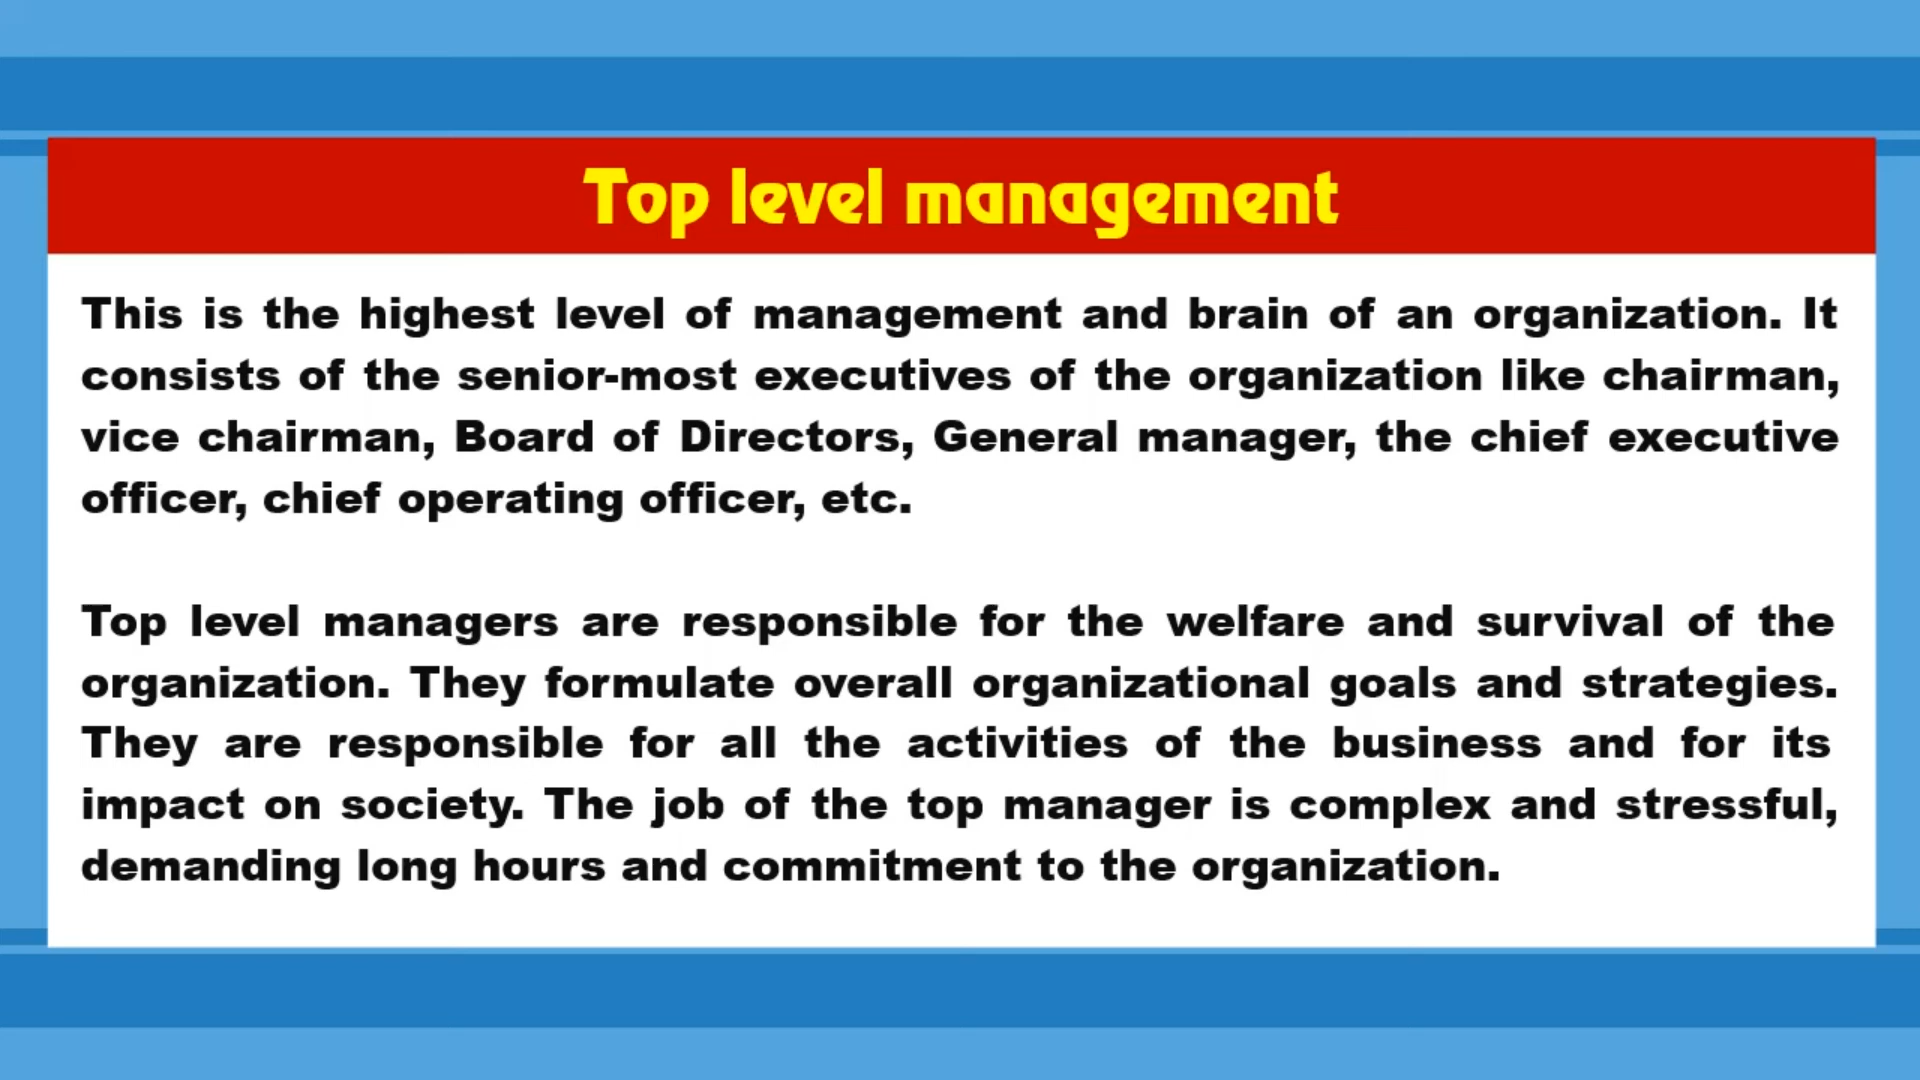 Top level management
This is the highest level of management and brain of an organization. It
consists of the senior-most executives of the organization like chairman,
vice chairman, Board of Directors, General manager, the chief executive
officer, chief operating officer, etc.
Top level managers are responsible for the welfare and survival of the
organization. They formulate overall organizational goals and strategies.
They are responsible for all the activities of the business and for its
impact on society. The job of the top manager is complex and stressful,
demanding long hours and commitment to the organization.